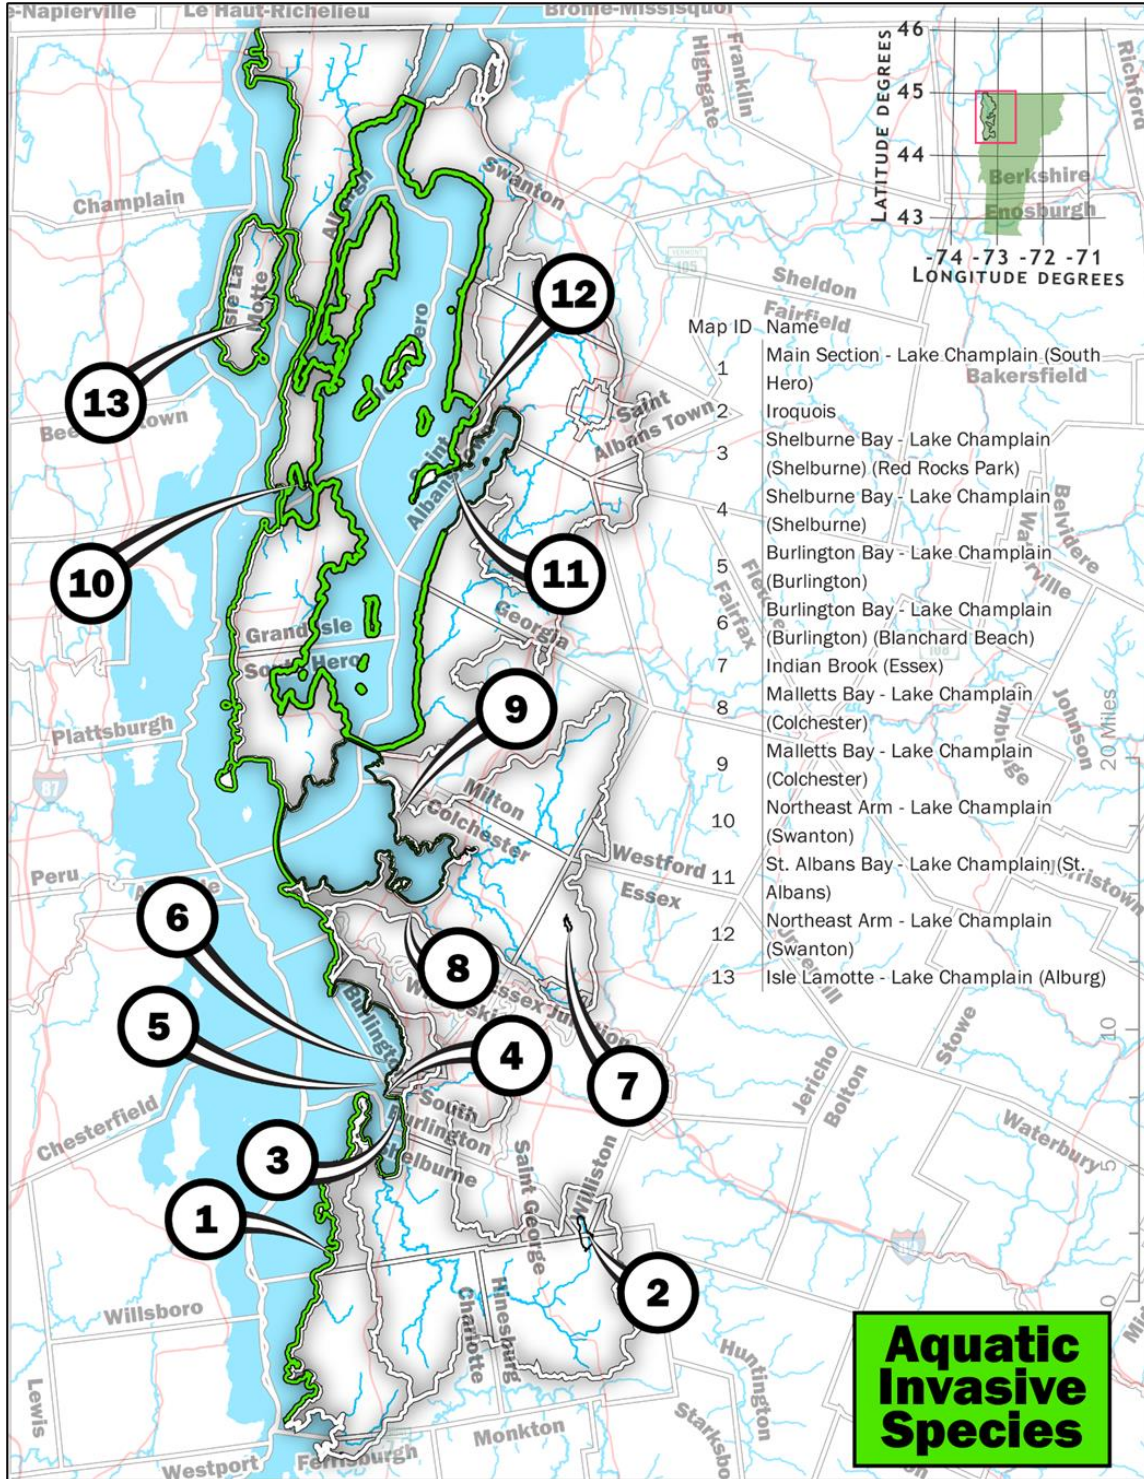 e-Napierville
Le Haut-Richelieu
Brome-Missisquoi
Highgate
Franklin
Richford
Swanton
Alburgh
Champlain
Isle La
Motte
LATITUDE DEGREES
46
45
44
43
-74 -73 -72 -71
LONGITUDE DEGREES
Berkshire
Enosburgh
VERMONT
105
Sheldon
Fairfield
Bakersfield
12
13
Saint
Albans Town
Saint
Map ID Name
1 Main Section - Lake Champlain (South
Hero)
2 Iroquois
3 Shelburne Bay - Lake Champlain
(Shelburne) (Red Rocks Park)
4 Shelburne Bay - Lake Champlain
(Shelburne)
5 Burlington Bay - Lake Champlain
(Burlington)
6 Burlington Bay - Lake Champlain
(Burlington) (Blanchard Beach)
7 Indian Brook (Essex)
8 Malletts Bay - Lake Champlain
(Colchester)
9 Malletts Bay - Lake Champlain
(Colchester)
10 Northeast Arm - Lake Champlain
(Swanton)
11 St. Albans Bay - Lake Champlain (St.
Albans)
12 Northeast Arm - Lake Champlain
(Swanton)
13 Isle Lamotte - Lake Champlain (Alburg)
Belvidere
10
11
Fairfax
108
Georgia
Grand Isle
South Hero
Johnson
20 Miles
Plattsburgh
87
9
Milton
Colchester
Westford
Essex
Peru
6
8
Essex Junction
Burlington
5
4
7
10
Stowe
Jericho
Bolton
Chesterfield
South
Burlington
Shelburne
3
Saint George
Williston
Waterbury
5
1
89
2
Willsboro
Charlotte
Hinesburg
0
Huntington
Lewis
Monkton
Starksbo
Westport
Ferrisburgh
Aquatic
Invasive
Species